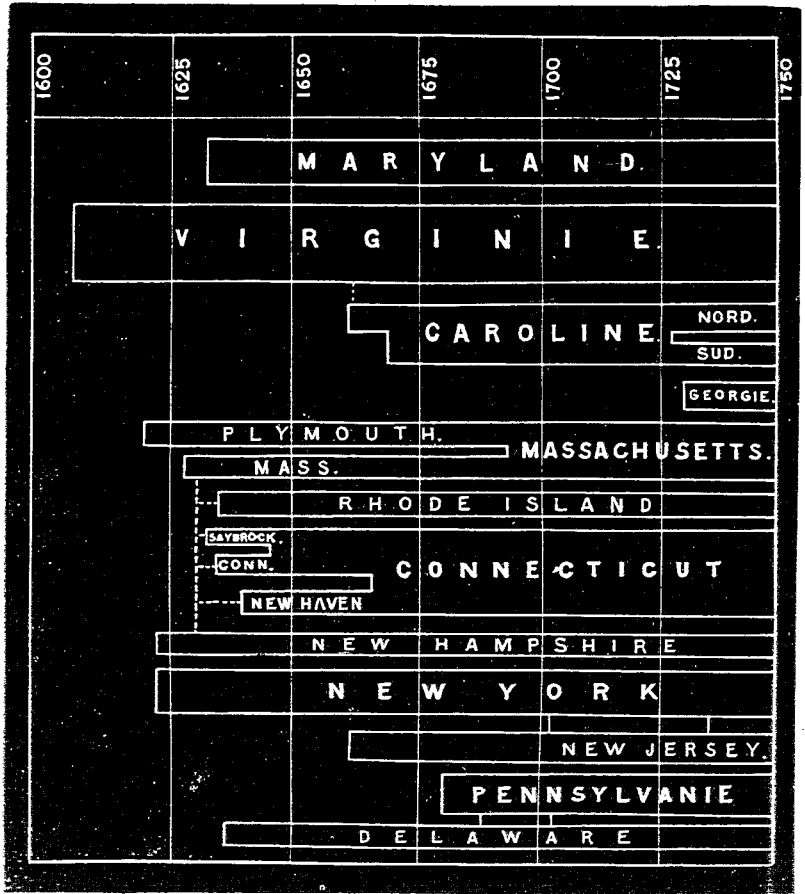 1600 1625 1650 1675 1700 1725 1750
MARYLAND.
VIRGINIE.
NORD.
CAROLINE.
SUD.
GEORGIE.
PLYMOUTH.
MASSACHUSETTS.
MASS.
RHODE ISLAND
SAYBROCK.
CONN.
CONNECTICUT
NEW HAVEN
NEW HAMPSHIRE
NEW YORK
NEW JERSEY.
PENNSYLVANIE
DELAWARE